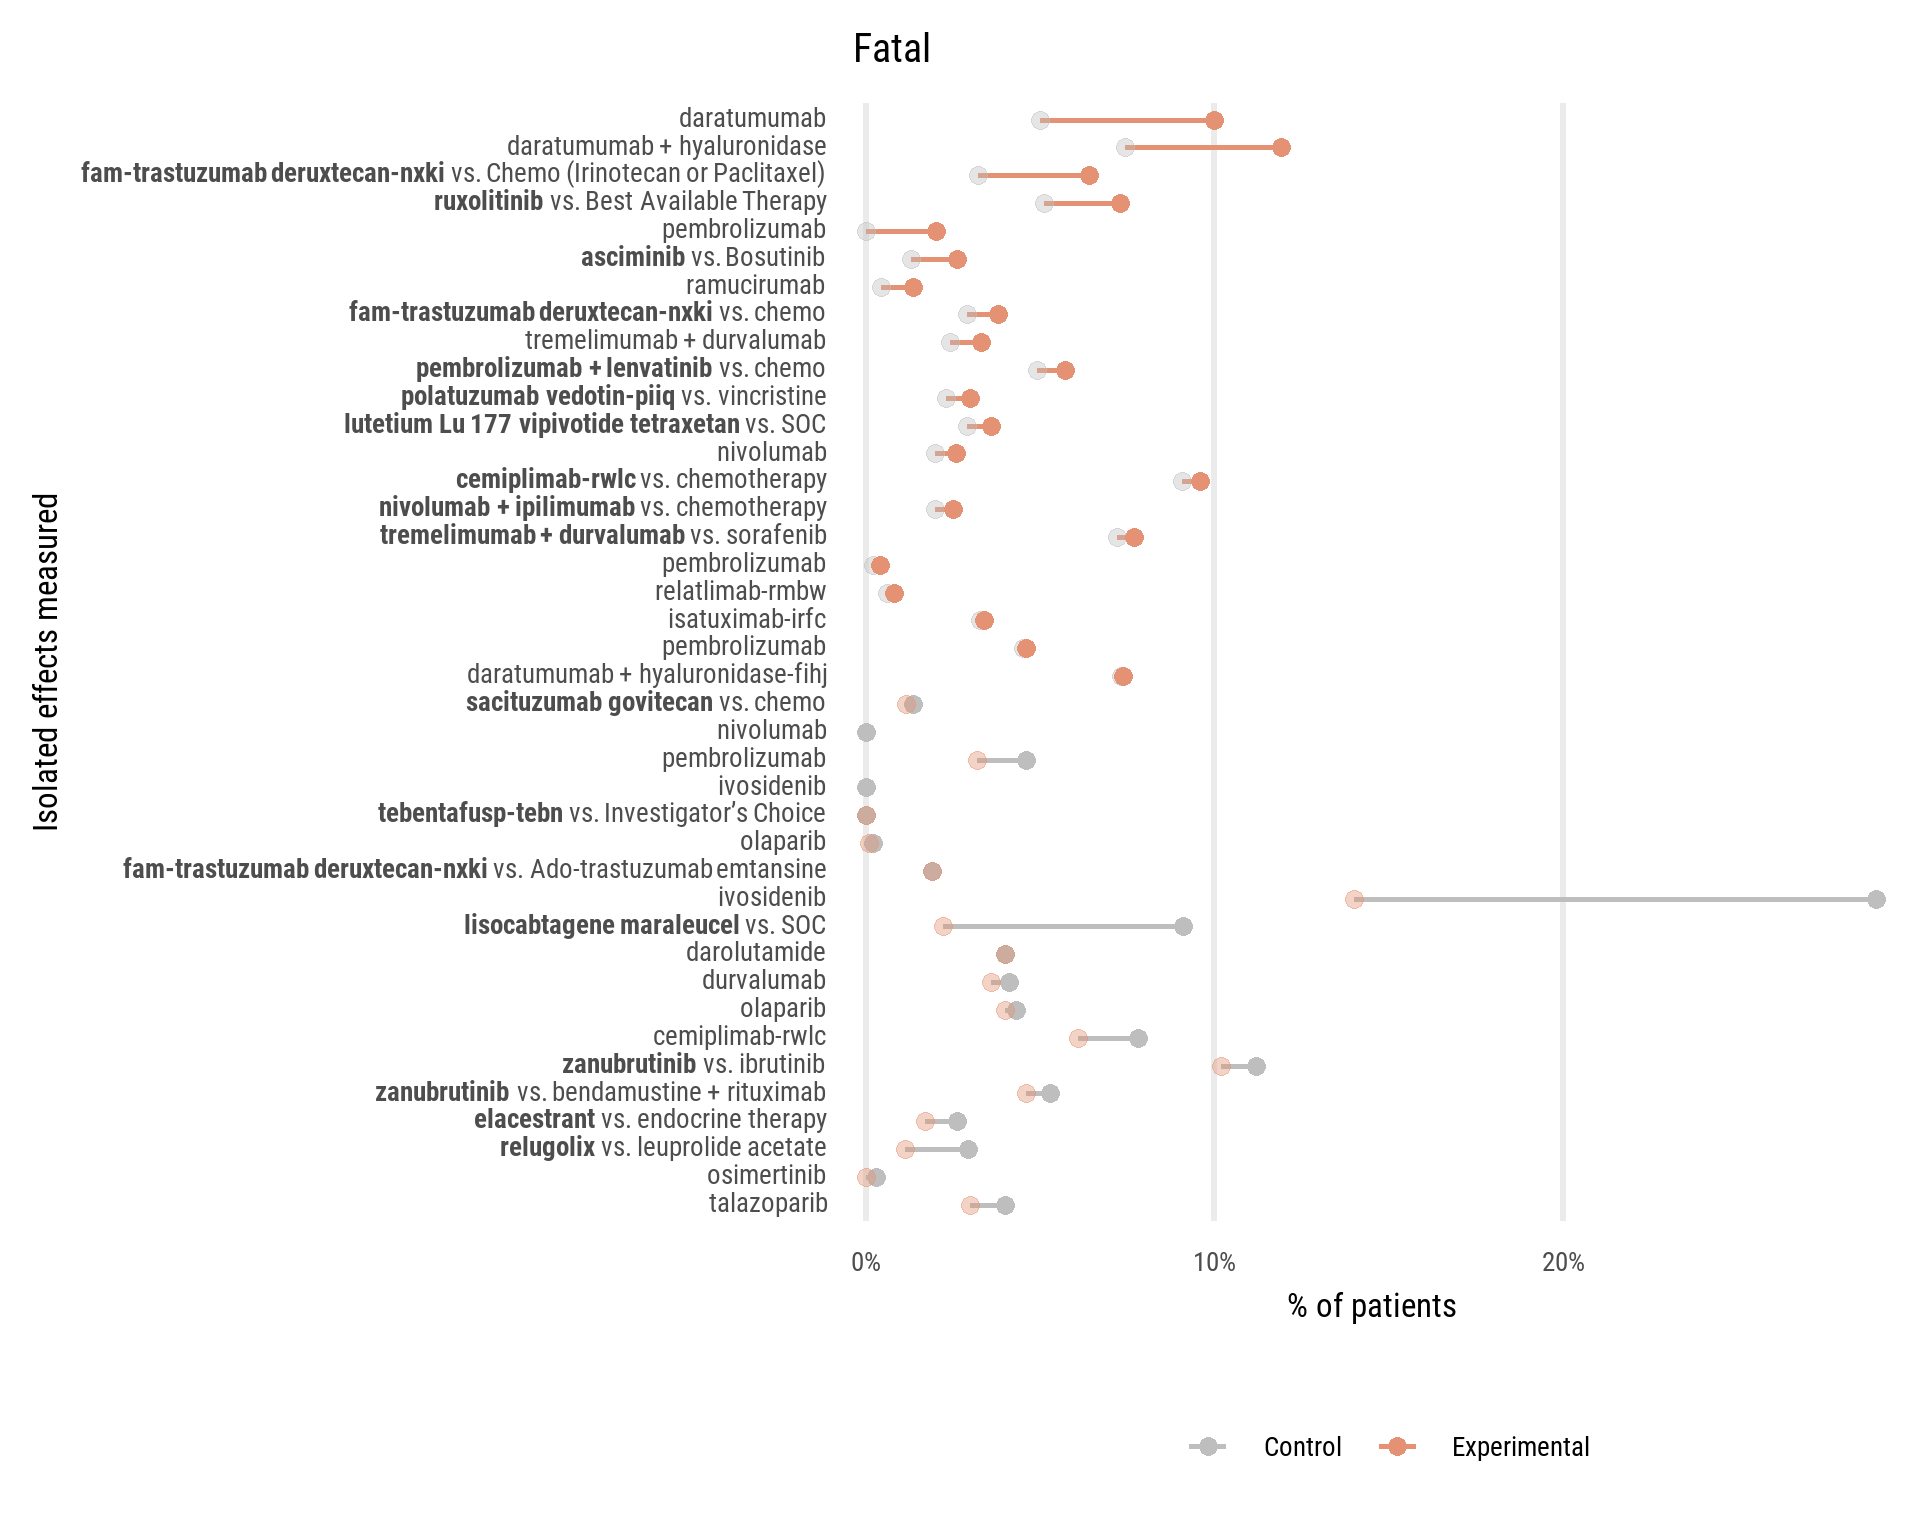 Fatal
daratumumab
daratumumab + hyaluronidase
fam-trastuzumab deruxtecan-nxki vs. Chemo (Irinotecan or Paclitaxel)
ruxolitinib vs. Best Available Therapy
pembrolizumab
asciminib vs. Bosutinib
ramucirumab
fam-trastuzumab deruxtecan-nxki vs. chemo
tremelimumab + durvalumab
pembrolizumab + lenvatinib vs. chemo
polatuzumab vedotin-piiq vs. vincristine
lutetium Lu 177 vipivotide tetraxetan vs. SOC
nivolumab
cemiplimab-rwlc vs. chemotherapy
nivolumab + ipilimumab vs. chemotherapy
tremelimumab + durvalumab vs. sorafenib
pembrolizumab
relatlimab-rmbw
isatuximab-irfc
pembrolizumab
daratumumab + hyaluronidase-fihj
sacituzumab govitecan vs. chemo
nivolumab
pembrolizumab
ivosidenib
tebentafusp-tebn vs. Investigator’s Choice
olaparib
fam-trastuzumab deruxtecan-nxki vs. Ado-trastuzumab emtansine
ivosidenib
lisocabtagene maraleucel vs. SOC
darolutamide
durvalumab
olaparib
cemiplimab-rwlc
zanubrutinib vs. ibrutinib
zanubrutinib vs. bendamustine + rituximab
elacestrant vs. endocrine therapy
relugolix vs. leuprolide acetate
osimertinib
talazoparib
Isolated effects measured
0% 10% 20%
% of patients
Control Experimental